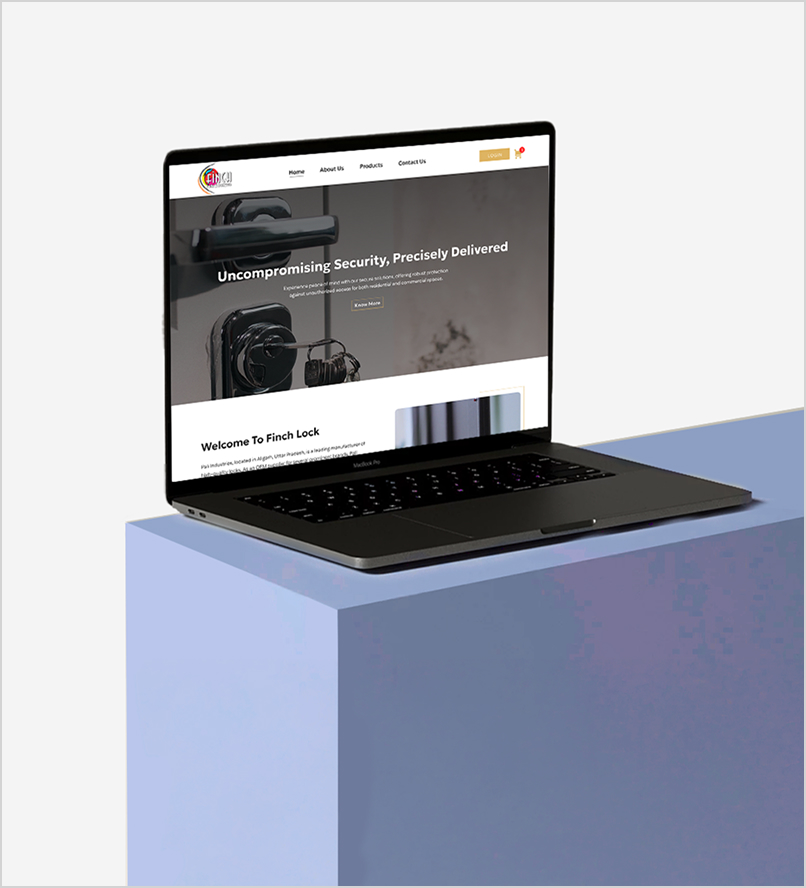 FINCH
Home
About Us
Products
Contact Us
LOGIN
Uncompromising Security, Precisely Delivered
Experience peace of mind with our secure solutions, offering robust protection
against unauthorized access for both residential and commercial spaces.
Know More
Welcome To Finch Lock
Industries, located in Aligarh, Uttar Pradesh, is a leading manufacturer of
high-quality locks. As an OEM supplier for several prominent brands,
MacBook Pro